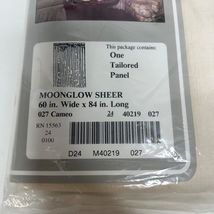 This package contains:
One
Tailored
Panel
MOONGLOW SHEER
60 in. Wide x 84 in. Long
027 Cameo 24 40219 027
RN 15563
24
0100
D24 M40219 027